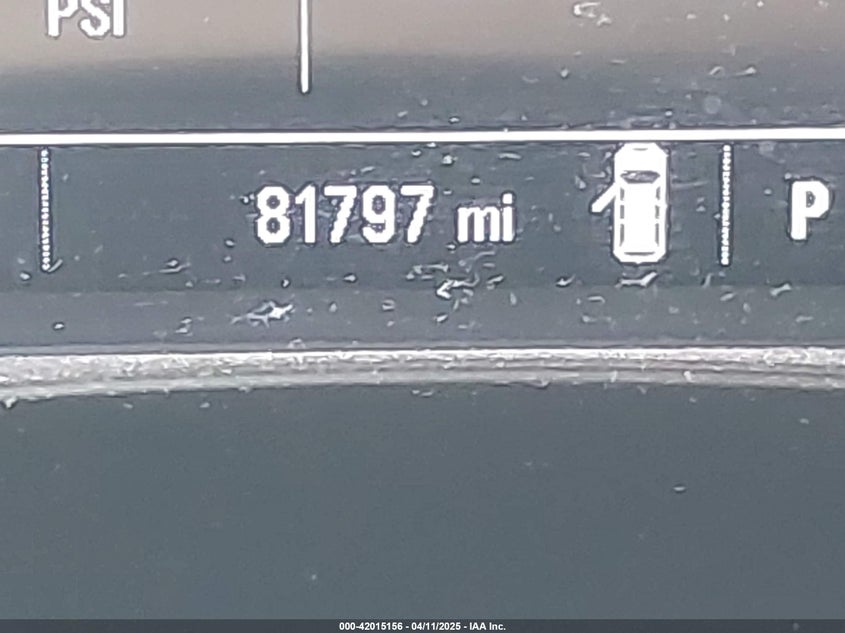 PSI
81797 mi
P
000-42015156 - 04/11/2025 - IAA Inc.